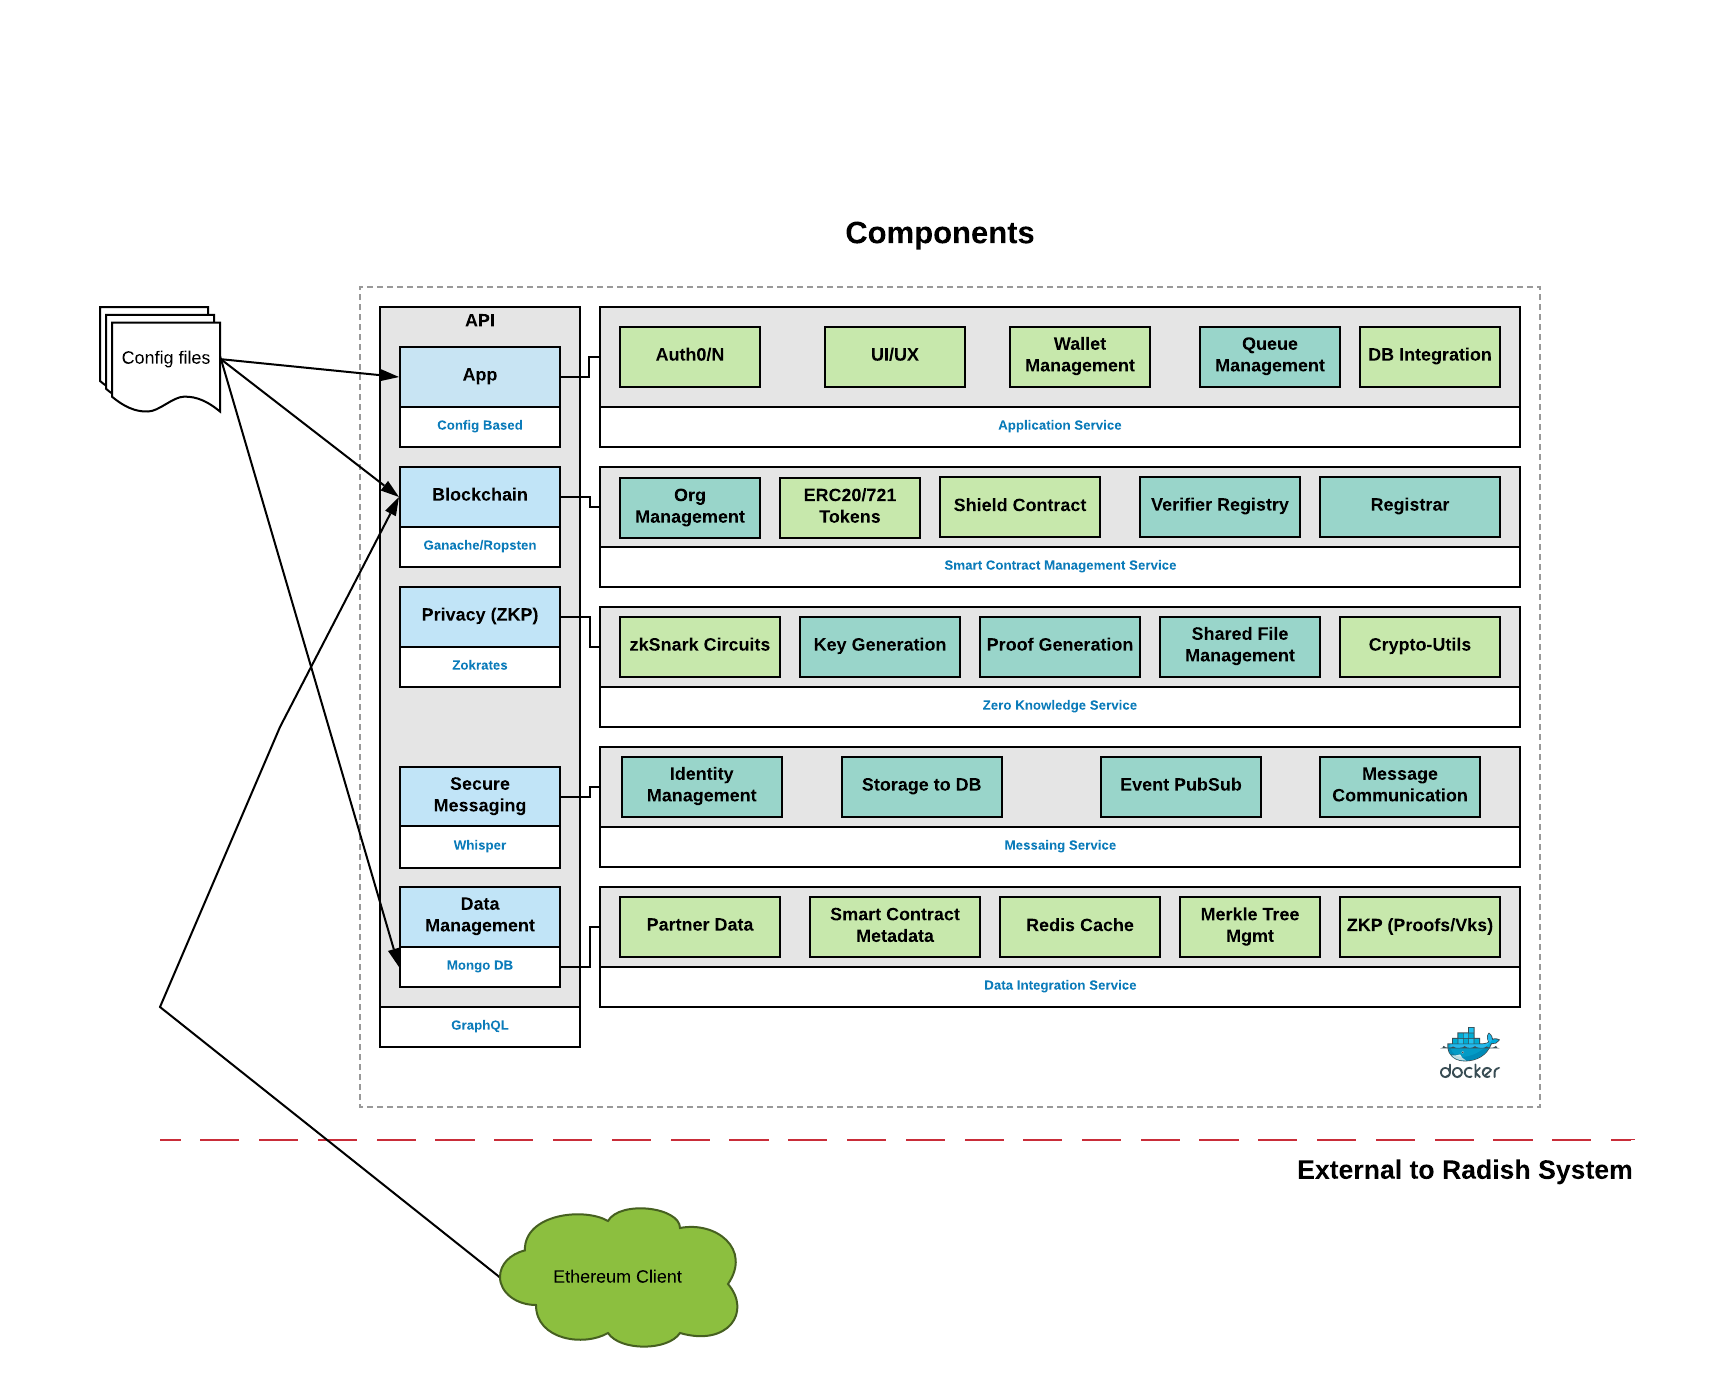 Components
Config files
API
App
Config Based
Auth0/N
UI/UX
Wallet
Management
Queue
Management
DB Integration
Application Service
Blockchain
Ganache/Ropsten
Org
Management
ERC20/721
Tokens
Shield Contract
Verifier Registry
Registrar
Smart Contract Management Service
Privacy (ZKP)
Zokrates
zkSnark Circuits
Key Generation
Proof Generation
Shared File
Management
Crypto-Utils
Zero Knowledge Service
Secure
Messaging
Whisper
Identity
Management
Storage to DB
Event PubSub
Message
Communication
Messaing Service
Data
Management
Mongo DB
Partner Data
Smart Contract
Metadata
Redis Cache
Merkle Tree
Mgmt
ZKP (Proofs/Vks)
Data Integration Service
GraphQL
docker
External to Radish System
Ethereum Client